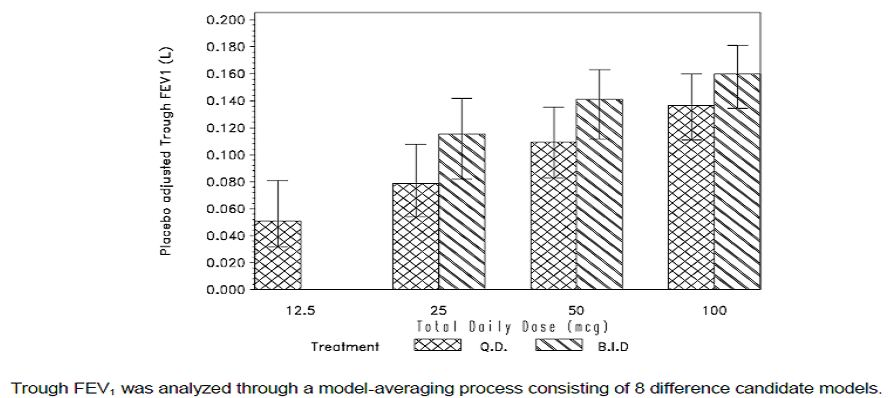 0.200
0.180
0.160
0.140
0.120
0.100
0.080
0.060
0.040
0.020
0.000
Placebo adjusted Trough FEV1 (L)
12.5 25 50 100
Total Daily Dose (mcg)
Treatment Q.D. B.I.D
Trough FEV₁ was analyzed through a model-averaging process consisting of 8 difference candidate models.